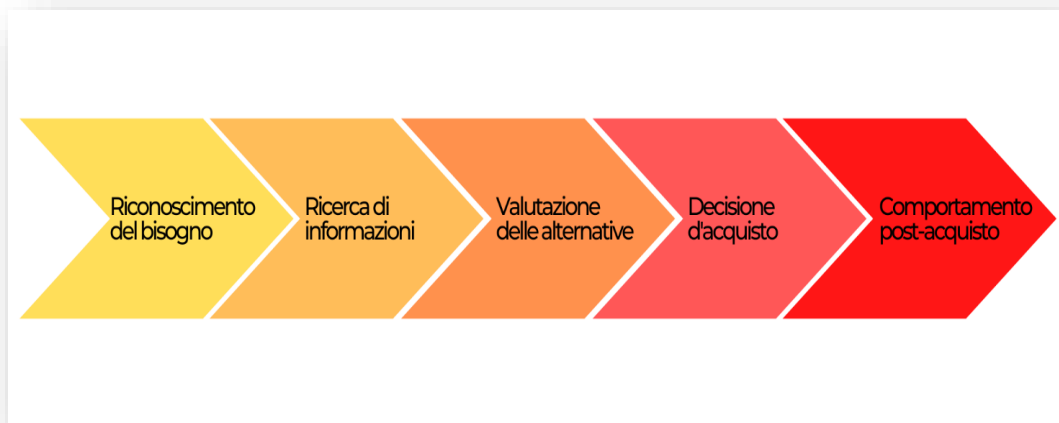 Riconoscimento
del bisogno
Ricerca di
informazioni
Valutazione
delle alternative
Decisione
d'acquisto
Comportamento
post-acquisto